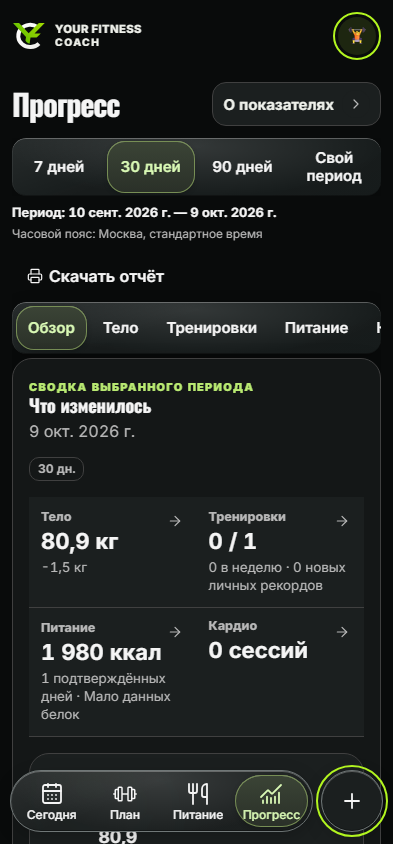 YOUR FITNESS
COACH
Прогресс
О показателях
7 дней
30 дней
90 дней
Свой
период
Период: 10 сент. 2026 г. — 9 окт. 2026 г.
Часовой пояс: Москва, стандартное время
Скачать отчёт
Обзор
Тело
Тренировки
Питание
СВОДКА ВЫБРАННОГО ПЕРИОДА
Что изменилось
9 окт. 2026 г.
30 дн.
Тело
80,9 кг
-1,5 кг
Тренировки
0 / 1
0 в неделю · 0 новых
личных рекордов
Питание
1 980 ккал
1 подтверждённых
дней · Мало данных
белок
Кардио
0 сессий
Сегодня
План
Питание
Прогресс
80,9